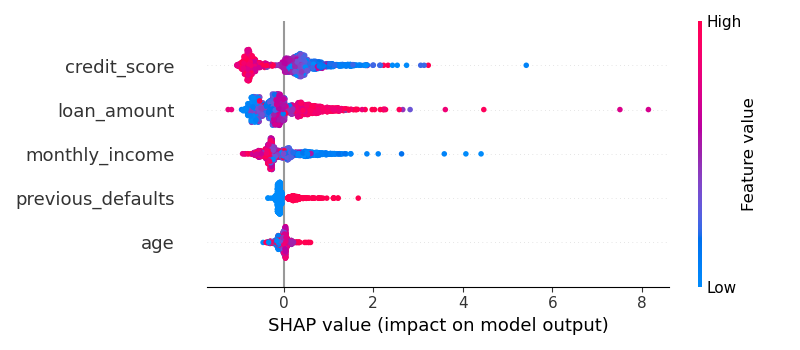 High
credit_score
loan_amount
monthly_income
previous_defaults
age
Feature value
Low
0 2 4 6 8
SHAP value (impact on model output)